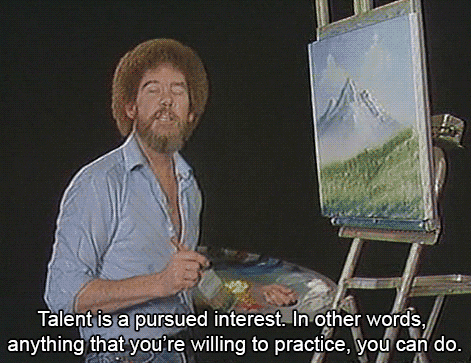 Talent is a pursued interest. In other words,
anything that you're willing to practice, you can do.